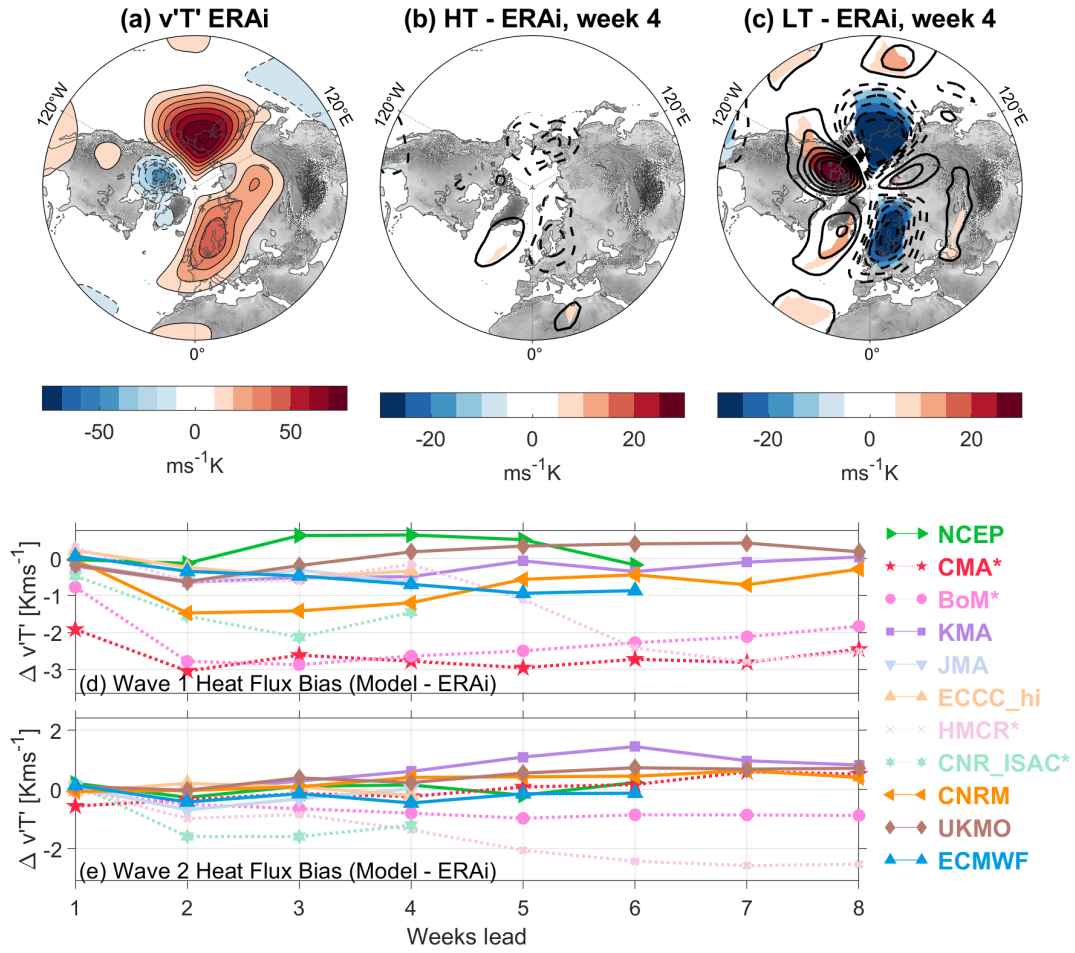 (a) v'T' ERAi
(b) HT - ERAi, week 4
(c) LT - ERAi, week 4
120°W
120°E
0°
120°W
120°E
0°
120°W
120°E
0°
-50 0 50
ms⁻¹K
-20 0 20
ms⁻¹K
-20 0 20
ms⁻¹K
Δ v'T' [Kms⁻¹]
0
-1
-2
-3
(d) Wave 1 Heat Flux Bias (Model - ERAi)
Δ v'T' [Kms⁻¹]
2
0
-2
(e) Wave 2 Heat Flux Bias (Model - ERAi)
1 2 3 4 5 6 7 8
Weeks lead
NCEP
CMA*
BoM*
KMA
JMA
ECCC_hi
HMCR*
CNR_ISAC*
CNRM
UKMO
ECMWF